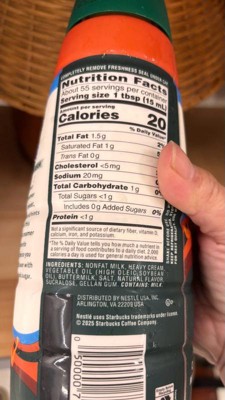 COMPLETELY REMOVE FRESHNESS SEAL UNDER CAP
Nutrition Facts
About 55 servings per container
Serving size 1 tbsp (15 mL)
Amount per serving
Calories 20
% Daily Value
Total Fat 1.5g
Saturated Fat 1g
Trans Fat 0g
Cholesterol <5mg
Sodium 20mg
Total Carbohydrate 1g
Total Sugars <1g
Includes 0g Added Sugars 0%
Protein <1g
Not a significant source of dietary fiber, vitamin D, calcium, iron, and potassium.
*The % Daily Value tells you how much a nutrient in
a serving of food contributes to a daily diet. 2,000
calories a day is used for general nutrition advice.
INGREDIENTS: NONFAT MILK, HEAVY CREAM,
VEGETABLE OIL (HIGH OLEIC SOYBEAN
OIL), BUTTERMILK, SALT, NATURAL FLAVOR,
SUCRALOSE, GELLAN GUM. CONTAINS: MILK.
DISTRIBUTED BY NESTLÉ USA, INC.
ARLINGTON, VA 22209 USA
Nestlé uses Starbucks trademarks under license.
© 2025 Starbucks Coffee Company.